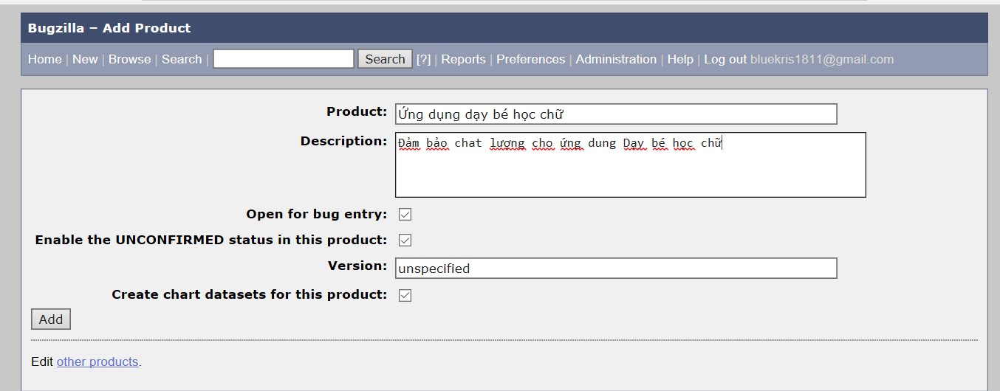 Bugzilla – Add Product
Home | New | Browse | Search | Search [?] | Reports | Preferences | Administration | Help | Log out bluekris1811@gmail.com
Product: Ứng dụng dạy bé học chữ
Description: Đảm bảo chat lượng cho ứng dung Dạy bé học chữ
Open for bug entry:
Enable the UNCONFIRMED status in this product:
Version: unspecified
Create chart datasets for this product:
Add
Edit other products.